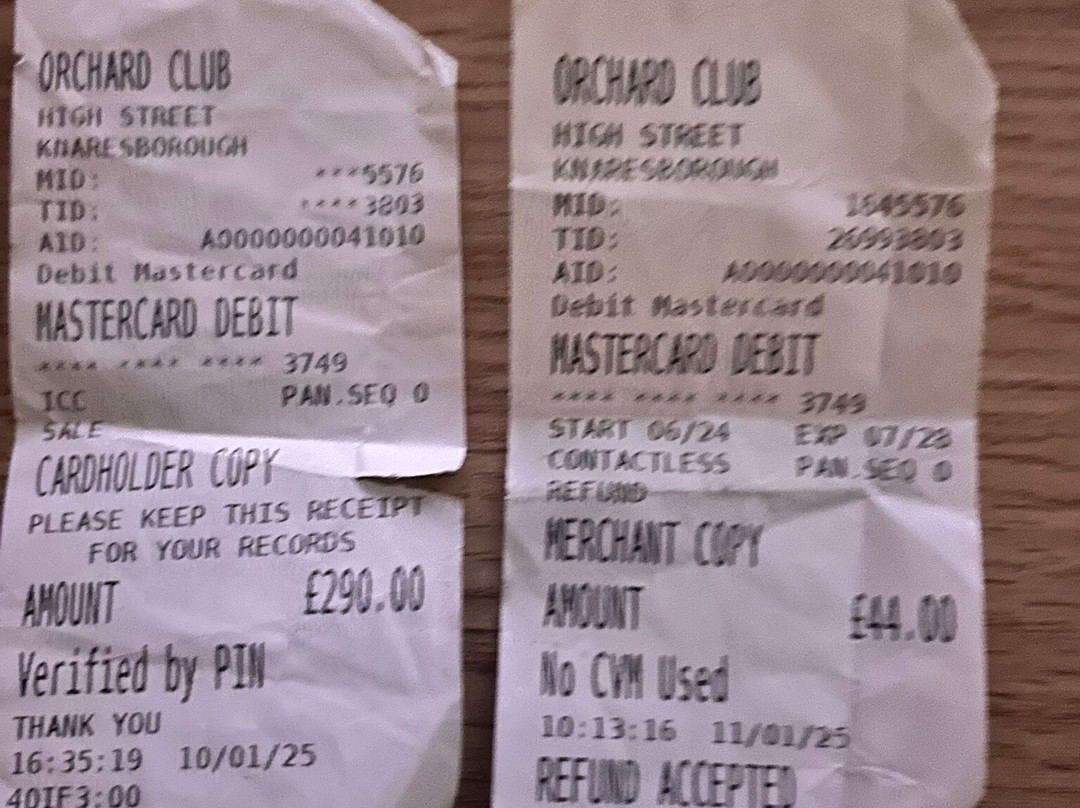 ORCHARD CLUB
HIGH STREET
KNARESBOROUGH
MID: ***5576
TID: ****3803
AID: A0000000041010
Debit Mastercard
MASTERCARD DEBIT
**** **** **** 3749
ICC PAN.SEQ 0
SALE
CARDHOLDER COPY
PLEASE KEEP THIS RECEIPT
FOR YOUR RECORDS
AMOUNT £290.00
Verified by PIN
THANK YOU
16:35:19 10/01/25
40IF3:00
ORCHARD CLUB
HIGH STREET
KNARESBOROUGH
MID: 1645576
TID: 26993803
AID: A0000000041010
Debit Mastercard
MASTERCARD DEBIT
**** **** **** 3749
START 06/24 EXP 07/28
CONTACTLESS PAN.SEQ 0
REFUND
MERCHANT COPY
AMOUNT £44.00
No CVM Used
10:13:16 11/01/25
REFUND ACCEPTED